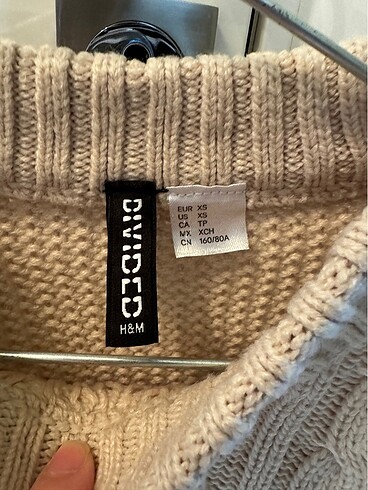 DIVIDED
H&M
EUR XS
US XS
CA TP
MX XCH
CN 160/80A